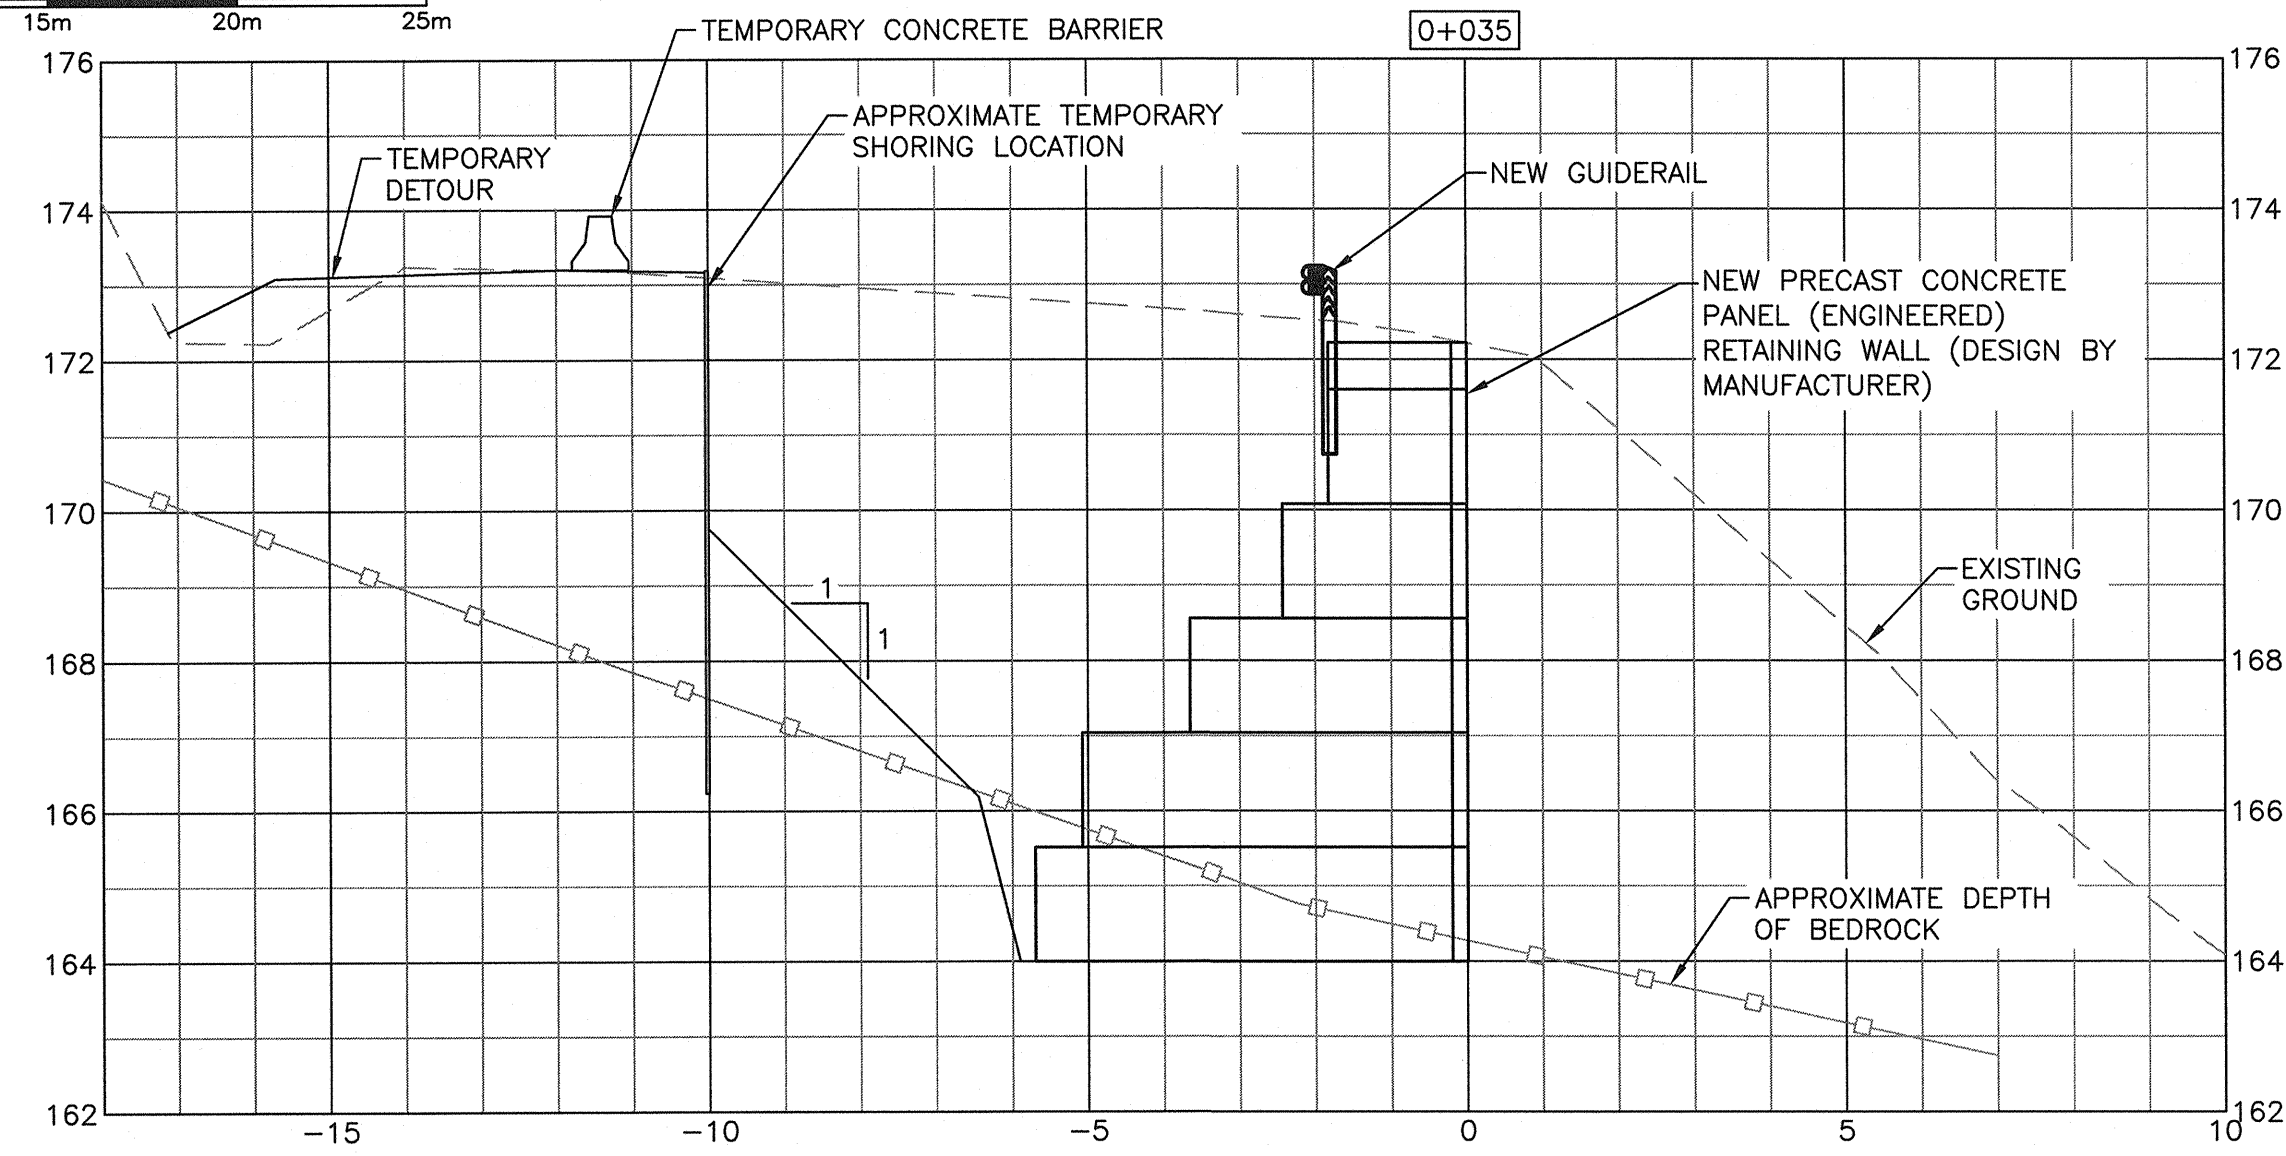 15m 20m 25m
TEMPORARY CONCRETE BARRIER
0+035
176 176
APPROXIMATE TEMPORARY
SHORING LOCATION
TEMPORARY
DETOUR
NEW GUIDERAIL
174 174
NEW PRECAST CONCRETE
PANEL (ENGINEERED)
RETAINING WALL (DESIGN BY
MANUFACTURER)
172 172
170 170
EXISTING
GROUND
1
1
168 168
166 166
APPROXIMATE DEPTH
OF BEDROCK
164 164
162 162
-15 -10 -5 0 5 10